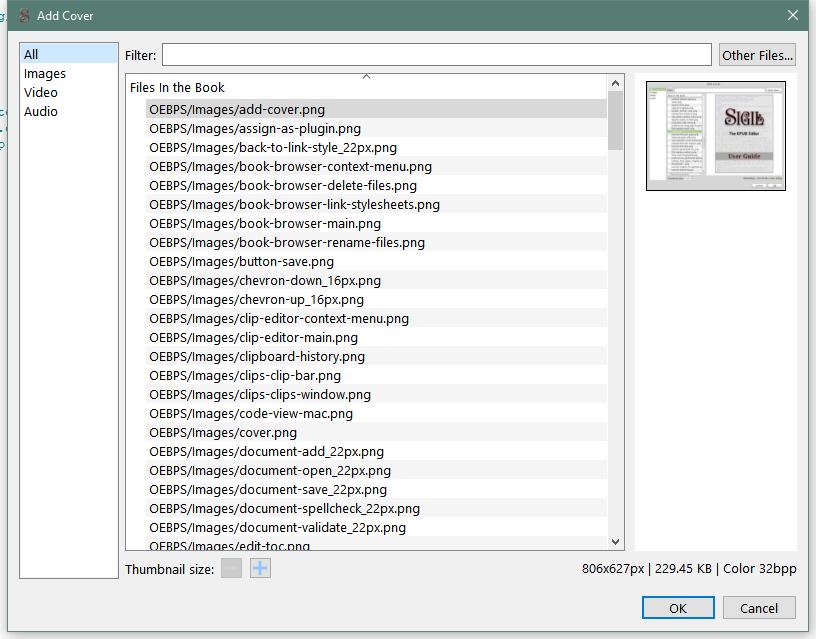 Add Cover
All
Images
Video
Audio
Filter:
Other Files...
Files In the Book
OEBPS/Images/add-cover.png
OEBPS/Images/assign-as-plugin.png
OEBPS/Images/back-to-link-style_22px.png
OEBPS/Images/book-browser-context-menu.png
OEBPS/Images/book-browser-delete-files.png
OEBPS/Images/book-browser-link-stylesheets.png
OEBPS/Images/book-browser-main.png
OEBPS/Images/book-browser-rename-files.png
OEBPS/Images/button-save.png
OEBPS/Images/chevron-down_16px.png
OEBPS/Images/chevron-up_16px.png
OEBPS/Images/clip-editor-context-menu.png
OEBPS/Images/clip-editor-main.png
OEBPS/Images/clipboard-history.png
OEBPS/Images/clips-clip-bar.png
OEBPS/Images/clips-clips-window.png
OEBPS/Images/code-view-mac.png
OEBPS/Images/cover.png
OEBPS/Images/document-add_22px.png
OEBPS/Images/document-open_22px.png
OEBPS/Images/document-save_22px.png
OEBPS/Images/document-spellcheck_22px.png
OEBPS/Images/document-validate_22px.png
OEBPS/Images/edit-toc.png
SIGIL
The EPUB Editor
User Guide
Thumbnail size:
806x627px | 229.45 KB | Color 32bpp
OK
Cancel